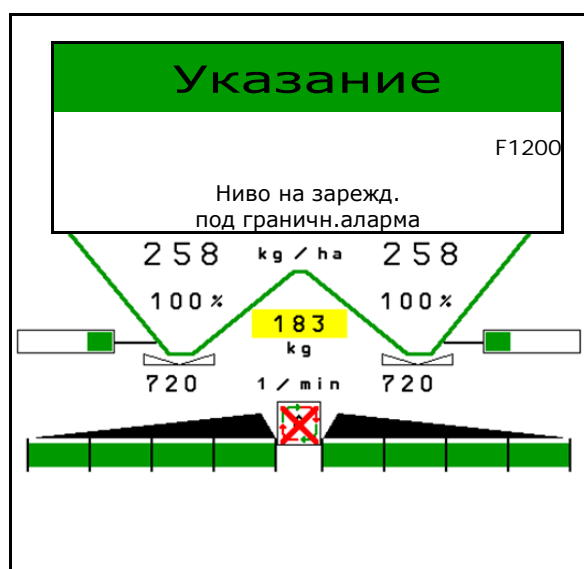 Указание
F1200
Ниво на зарежд.
под граничн.аларма
258 kg / ha 258
100% 100%
183
kg
720 1 / min 720